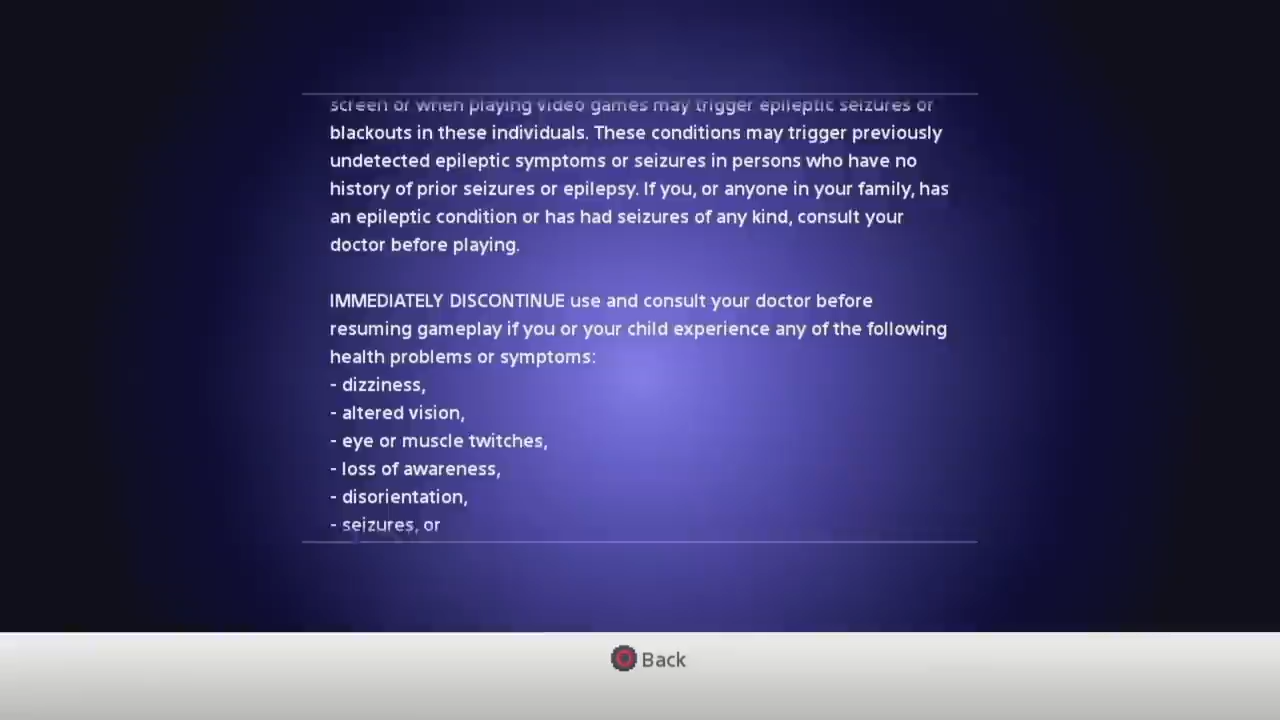 screen or when playing video games may trigger epileptic seizures or
blackouts in these individuals. These conditions may trigger previously
undetected epileptic symptoms or seizures in persons who have no
history of prior seizures or epilepsy. If you, or anyone in your family, has
an epileptic condition or has had seizures of any kind, consult your
doctor before playing.
IMMEDIATELY DISCONTINUE use and consult your doctor before
resuming gameplay if you or your child experience any of the following
health problems or symptoms:
- dizziness,
- altered vision,
- eye or muscle twitches,
- loss of awareness,
- disorientation,
- seizures, or
Back